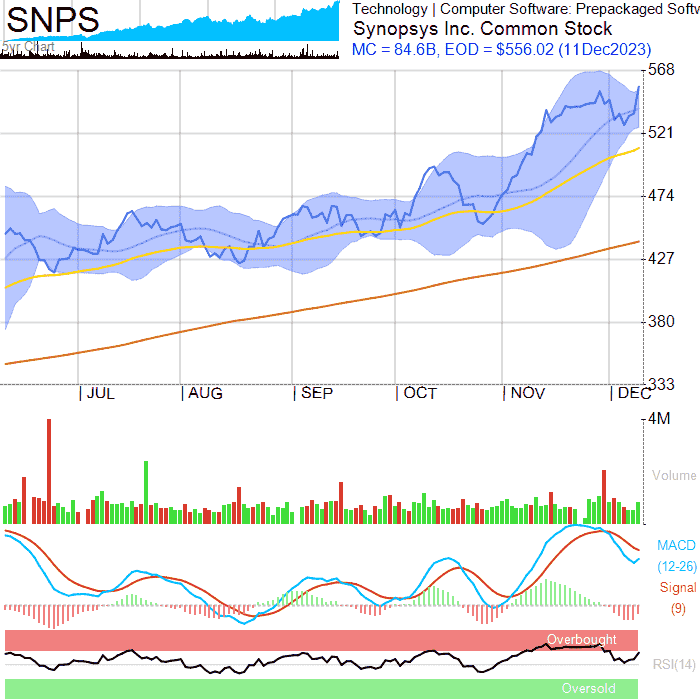 SNPS
5yr Chart
Technology | Computer Software: Prepackaged Softw
Synopsys Inc. Common Stock
MC = 84.6B, EOD = $556.02 (11Dec2023)
568
521
474
427
380
333
JUL AUG SEP OCT NOV DEC
4M
Volume
MACD
(12-26)
Signal
(9)
Overbought
RSI(14)
Oversold